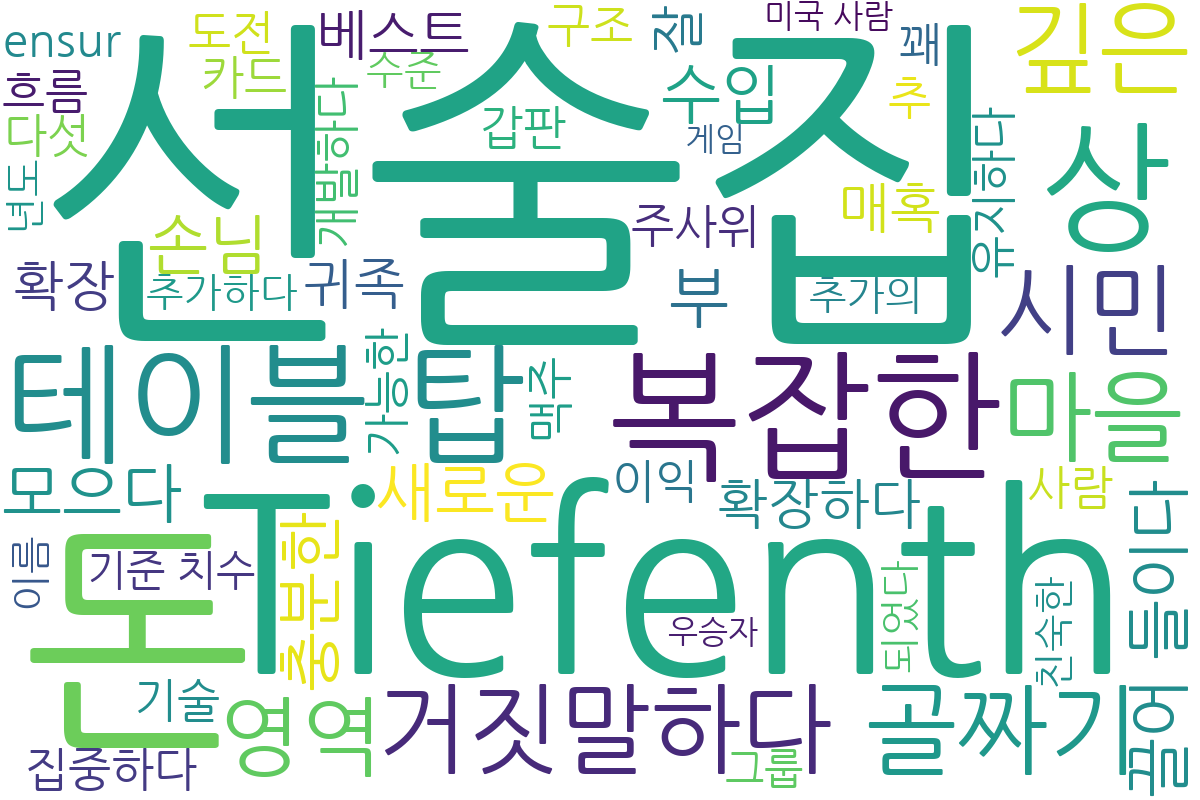 ensur
도전
베스트
구조
잘
미국 사람
꽤
깊은
흐름
카드
수준
선술집
수입
추
다섯
갑판
게임
년도
개발하다
손님
주사위
매혹
유지하다
상
확장
추가하다
귀족
부
추가의
시민
테이블탑
가능한
맥주
복잡한
마을
모으다
새로운
이익
확장하다
사람
돈
Tiefenth
충분한
끌어 들이다
이름
기준 치수
우승자
되었다
친숙한
기술
영역
거짓말하다
골짜기
집중하다
그룹